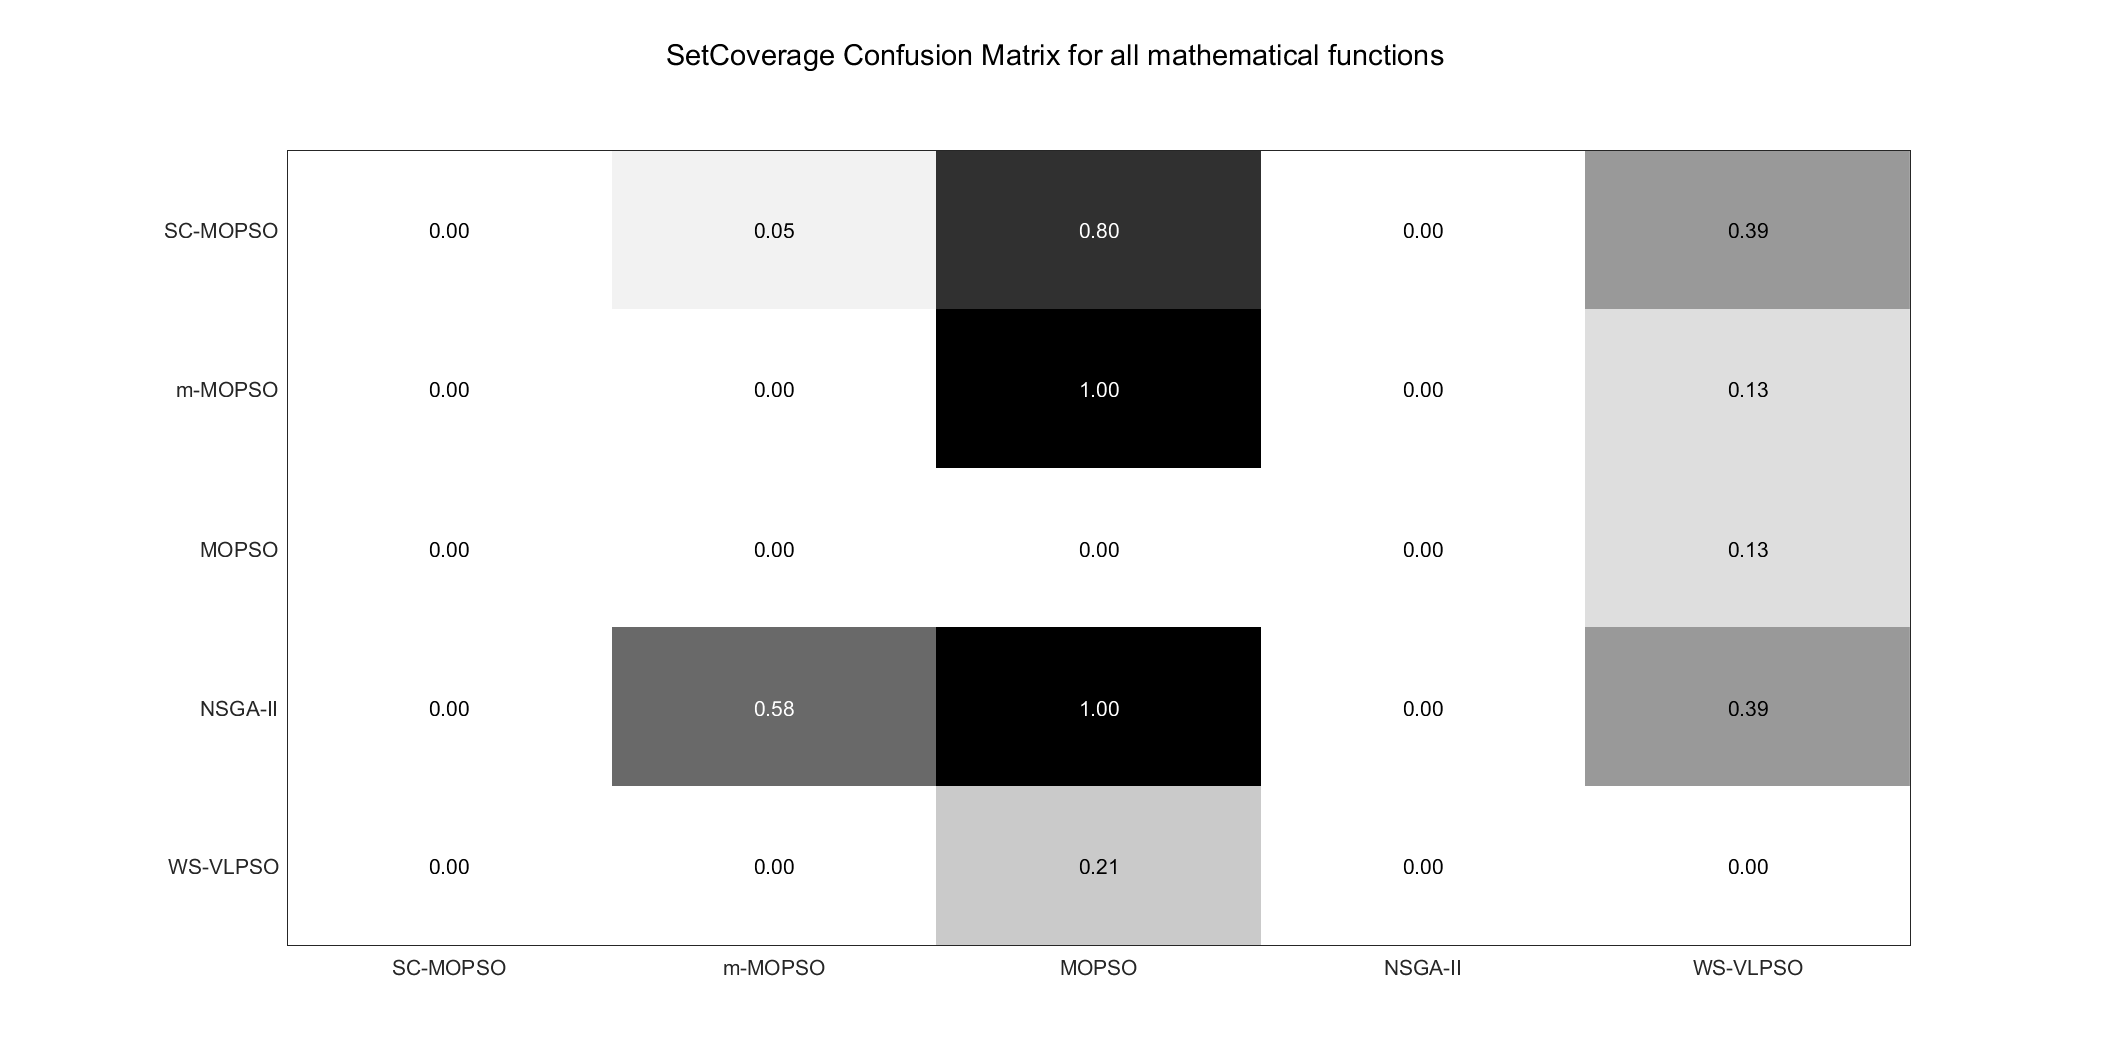 SetCoverage Confusion Matrix for all mathematical functions
SC-MOPSO 0.00 0.05 0.80 0.00 0.39
m-MOPSO 0.00 0.00 1.00 0.00 0.13
MOPSO 0.00 0.00 0.00 0.00 0.13
NSGA-II 0.00 0.58 1.00 0.00 0.39
WS-VLPSO 0.00 0.00 0.21 0.00 0.00
SC-MOPSO m-MOPSO MOPSO NSGA-II WS-VLPSO